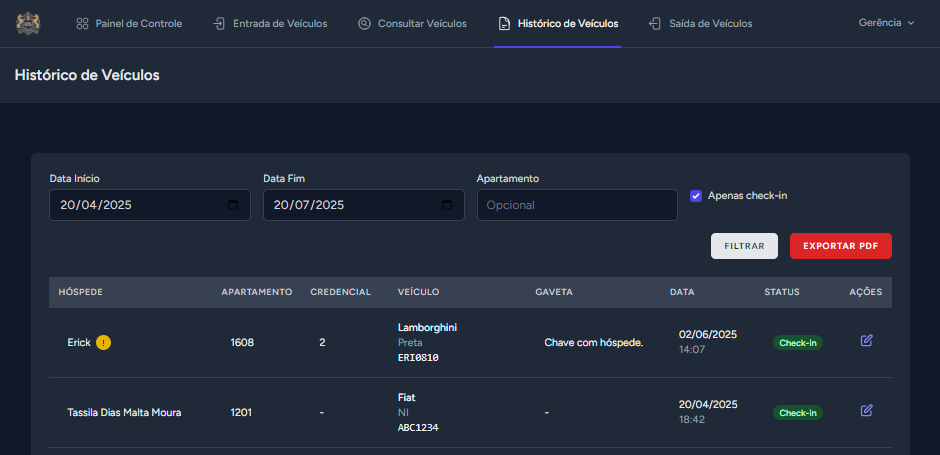 Painel de Controle Entrada de Veículos Consultar Veículos Histórico de Veículos Saída de Veículos Gerência
Histórico de Veículos
Data Início Data Fim Apartamento
20/04/2025 20/07/2025 Opcional Apenas check-in
FILTRAR EXPORTAR PDF
HÓSPEDE APARTAMENTO CREDENCIAL VEÍCULO GAVETA DATA STATUS AÇÕES
Erick ! 1608 2 Lamborghini Chave com hóspede. 02/06/2025 Check-in
Preta 14:07
ERI0810
Tassila Dias Malta Moura 1201 - Fiat - 20/04/2025 Check-in
NI 18:42
ABC1234